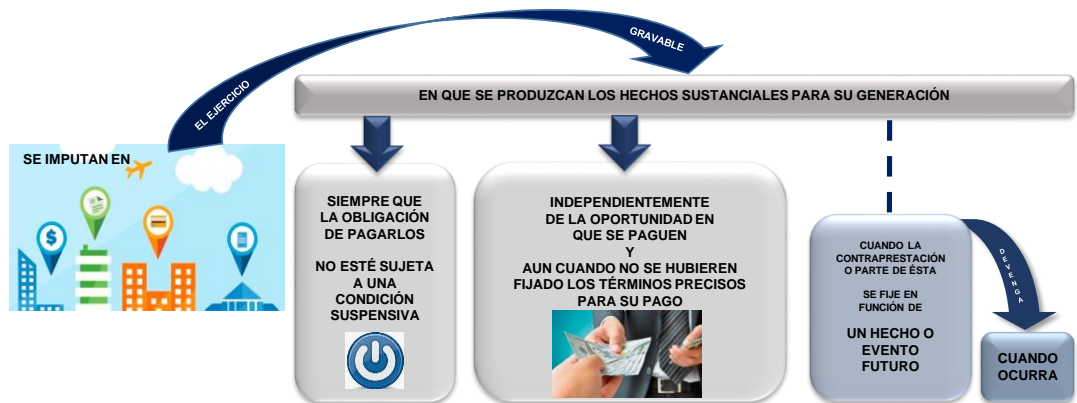 SE IMPUTAN EN
EL EJERCICIO
GRAVABLE
EN QUE SE PRODUZCAN LOS HECHOS SUSTANCIALES PARA SU GENERACIÓN
SIEMPRE QUE
LA OBLIGACIÓN
DE PAGARLOS
NO ESTÉ SUJETA
A UNA
CONDICIÓN
SUSPENSIVA
INDEPENDIENTEMENTE
DE LA OPORTUNIDAD EN
QUE SE PAGUEN
Y
AUN CUANDO NO SE HUBIEREN
FIJADO LOS TÉRMINOS PRECISOS
PARA SU PAGO
CUANDO LA
CONTRAPRESTACIÓN
O PARTE DE ÉSTA
SE FIJE EN
FUNCIÓN DE
UN HECHO O
EVENTO
FUTURO
DEVENGA
CUANDO
OCURRA